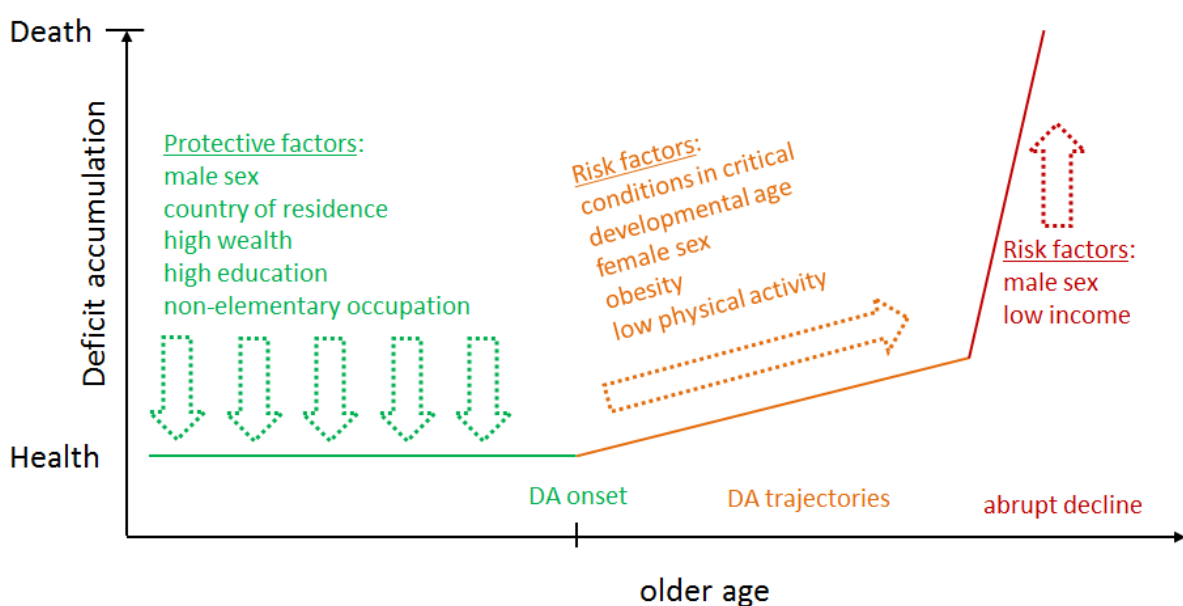 Death
Deficit accumulation
Health
Protective factors:
male sex
country of residence
high wealth
high education
non-elementary occupation
Risk factors:
conditions in critical
developmental age
female sex
obesity
low physical activity
Risk factors:
male sex
low income
DA onset
DA trajectories
abrupt decline
older age